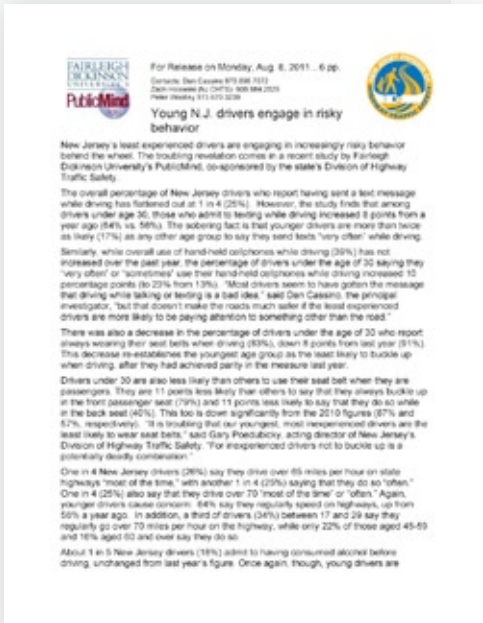 FAIRLEIGH
DICKINSON
UNIVERSITY'S
PublicMind
For Release on Monday, Aug. 8, 2011... 6 pp.
Contacts: Dan Cassino
Peter Woolley
Young N.J. drivers engage in risky
behavior
New Jersey's least experienced drivers are engaging in increasingly risky behavior
behind the wheel. The troubling revelation comes in a recent study by Fairleigh
Dickinson University's PublicMind, co-sponsored by the state's Division of Highway
Traffic Safety.
The overall percentage of New Jersey drivers who report having sent a text message
while driving has flattened out at 1 in 4 (25%). However, the study finds that among
drivers under age 30, those who admit to texting while driving increased 8 points from a
year ago (64% vs. 56%). The sobering fact is that younger drivers are more than twice
as likely (17%) as any other age group to say they send texts "very often" while driving.
Similarly, while overall use of hand-held cellphones while driving (39%) has not
increased over the past year, the percentage of drivers under the age of 30 saying they
"very often" or "sometimes" use their hand-held cellphones while driving increased 10
percentage points (to 23% from 13%). "Most drivers seem to have gotten the message
that driving while talking or texting is a bad idea," said Dan Cassino, the principal
investigator, "but that doesn't make the roads much safer if the least experienced
drivers are more likely to be paying attention to something other than the road."
There was also a decrease in the percentage of drivers under the age of 30 who report
always wearing their seat belts when driving (83%), down 8 points from last year (91%).
This decrease re-establishes the youngest age group as the least likely to buckle up
when driving, after they had achieved parity in the measure last year.
Drivers under 30 are also less likely than others to use their seat belt when they are
passengers. They are 11 points less likely than others to say that they always buckle up
in the front passenger seat (79%) and 11 points less likely to say that they do so while
in the back seat (40%). This too is down significantly from the 2010 figures (87% and
57%, respectively). "It is troubling that our youngest, most inexperienced drivers are the
least likely to wear seat belts," said Gary Poedubicky, acting director of New Jersey's
Division of Highway Traffic Safety. "For inexperienced drivers not to buckle up is a
potentially deadly combination."
One in 4 New Jersey drivers (26%) say they drive over 65 miles per hour on state
highways "most of the time," with another 1 in 4 (25%) saying that they do so "often."
One in 4 (25%) also say that they drive over 70 "most of the time" or "often." Again,
younger drivers cause concern: 64% say they regularly speed on highways, up from
56% a year ago. In addition, a third of drivers (34%) between 17 and 29 say they
regularly go over 70 miles per hour on the highway, while only 22% of those aged 45-59
and 16% aged 60 and over say they do so.
About 1 in 5 New Jersey drivers (18%) admit to having consumed alcohol before
driving, unchanged from last year's figure. Once again, though, young drivers are